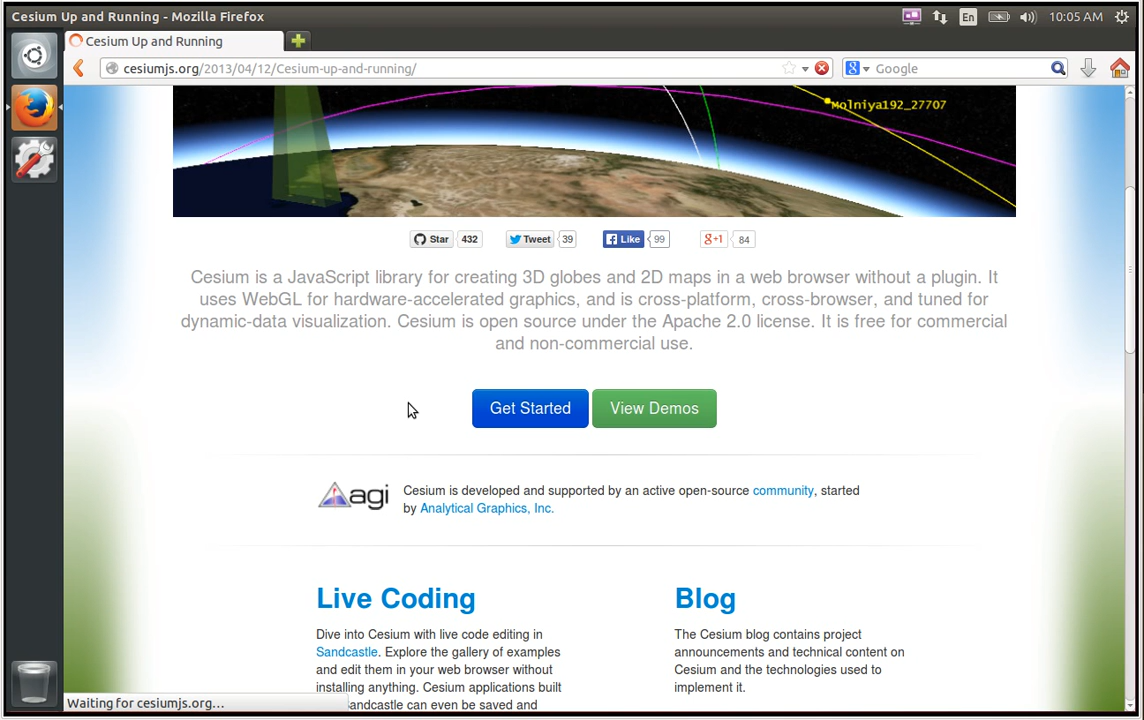 Cesium Up and Running - Mozilla Firefox
En
10:05 AM
Cesium Up and Running
cesiumjs.org/2013/04/12/Cesium-up-and-running/
Google
Molniya192_27707
Star 432 Tweet 39 Like 99 +1 84
Cesium is a JavaScript library for creating 3D globes and 2D maps in a web browser without a plugin. It
uses WebGL for hardware-accelerated graphics, and is cross-platform, cross-browser, and tuned for
dynamic-data visualization. Cesium is open source under the Apache 2.0 license. It is free for commercial
and non-commercial use.
Get Started View Demos
agi
Cesium is developed and supported by an active open-source community, started
by Analytical Graphics, Inc.
Live Coding
Dive into Cesium with live code editing in
Sandcastle. Explore the gallery of examples
and edit them in your web browser without
installing anything. Cesium applications built
Sandcastle can even be saved and
Blog
The Cesium blog contains project
announcements and technical content on
Cesium and the technologies used to
implement it.
Waiting for cesiumjs.org...